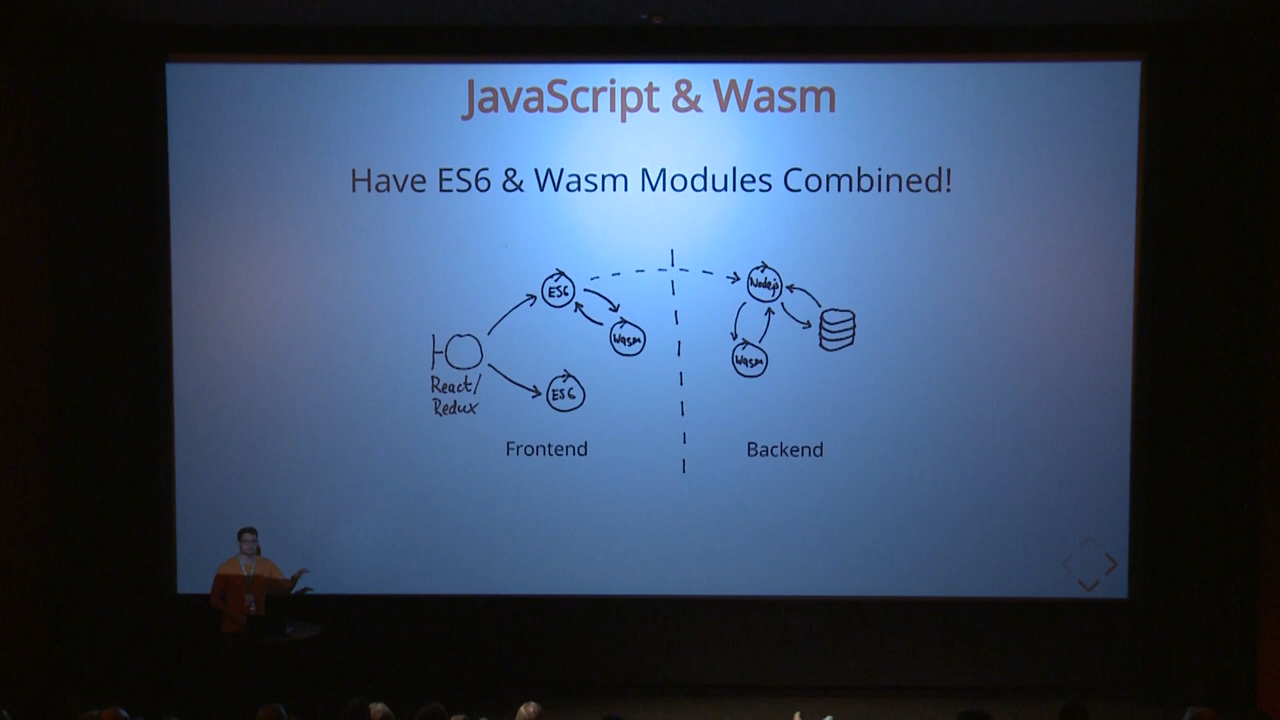 JavaScript & Wasm
Have ES6 & Wasm Modules Combined!
ES6
Wasm
React/
Redux
ES6
Nodejs
Wasm
Frontend
Backend